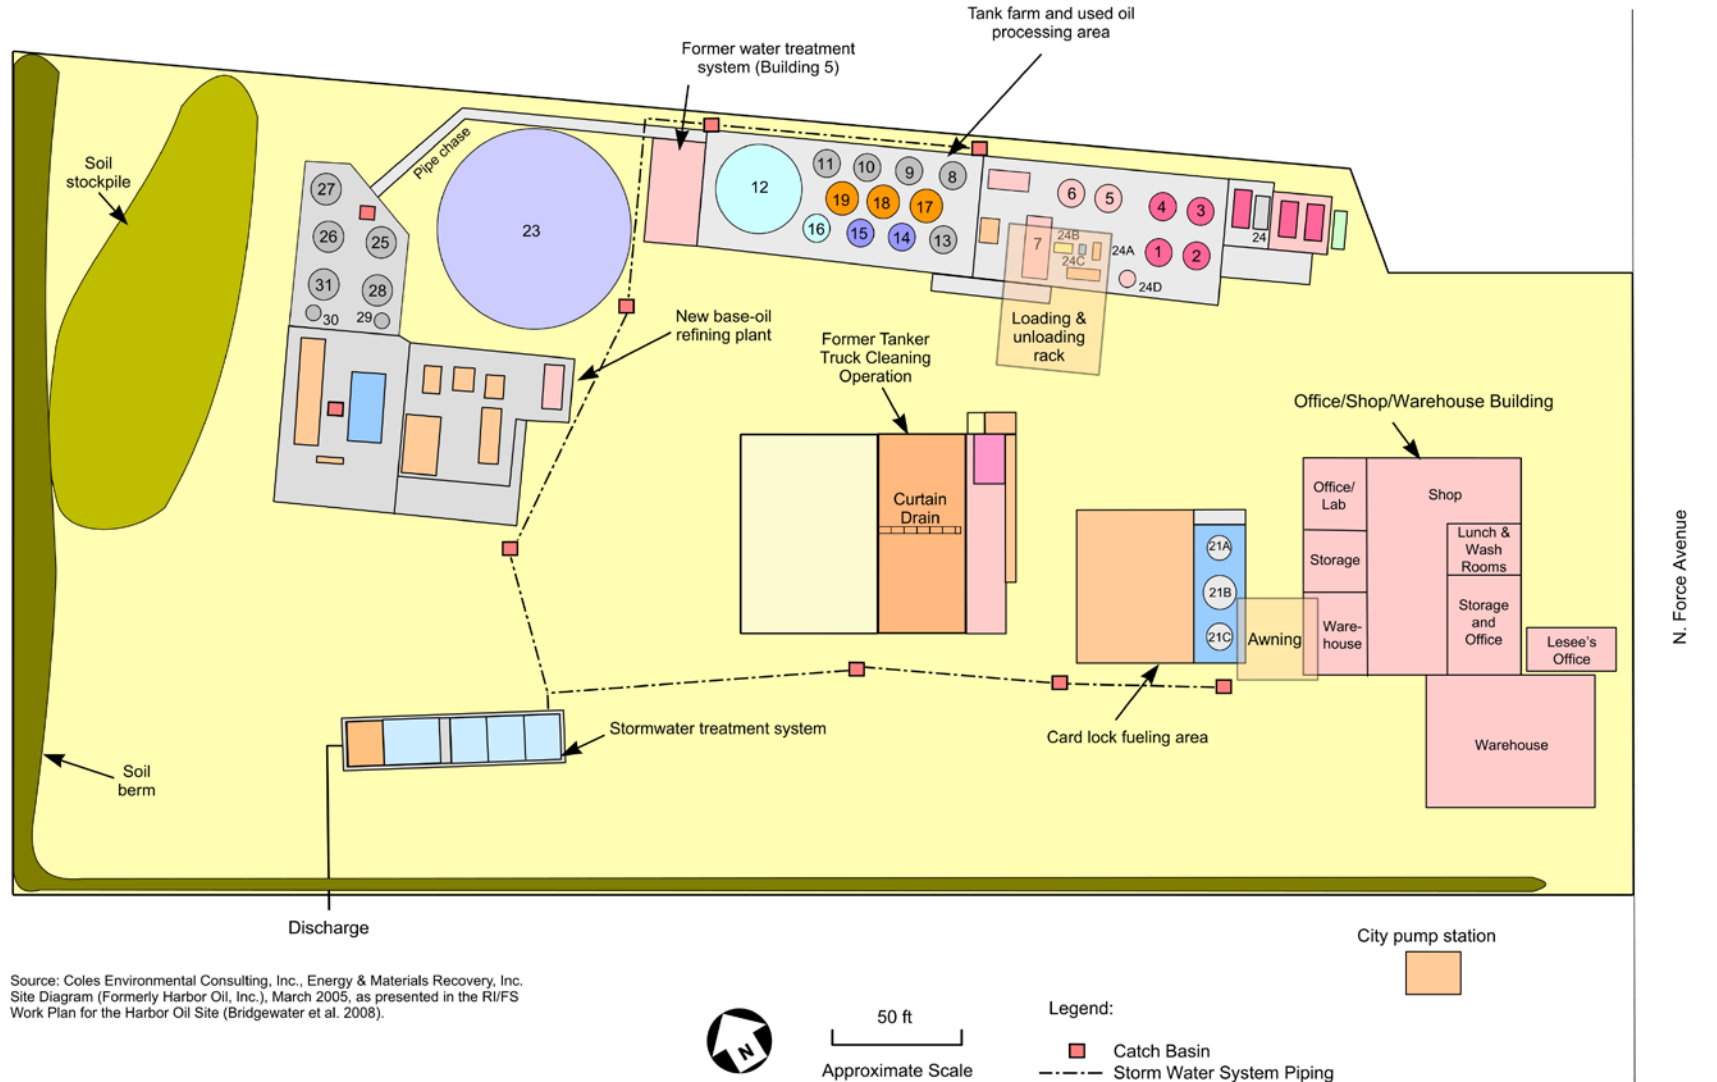 Tank farm and used oil
processing area
Former water treatment
system (Building 5)
Soil
stockpile
Pipe chase
27
26
25
31
28
30
29
23
12
11
10
9
8
19
18
17
16
15
14
13
6
5
4
3
1
2
7
24B
24C
24A
24D
24
Loading &
unloading
rack
New base-oil
refining plant
Former Tanker
Truck Cleaning
Operation
Curtain
Drain
Office/Shop/Warehouse Building
Office/
Lab
Shop
Storage
Lunch &
Wash
Rooms
Ware-
house
Storage
and
Office
Lesee's
Office
Warehouse
21A
21B
21C
Awning
Card lock fueling area
Stormwater treatment system
Soil
berm
Discharge
N. Force Avenue
City pump station
Source: Coles Environmental Consulting, Inc., Energy & Materials Recovery, Inc.
Site Diagram (Formerly Harbor Oil, Inc.), March 2005, as presented in the RI/FS
Work Plan for the Harbor Oil Site (Bridgewater et al. 2008).
N
50 ft
Approximate Scale
Legend:
Catch Basin
Storm Water System Piping